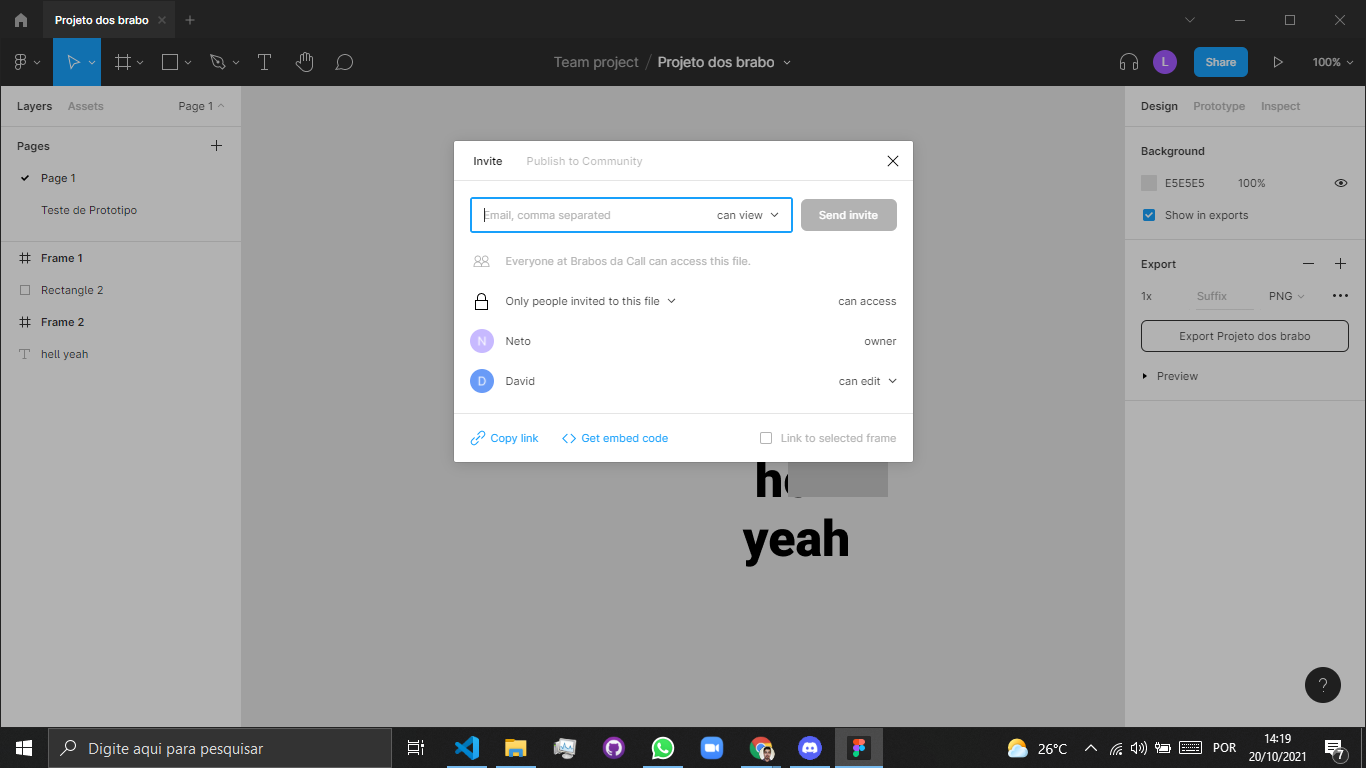 Projeto dos brabo
Team project / Projeto dos brabo
L
Share
100%
Layers Assets Page 1
Pages
Page 1
Teste de Prototipo
Frame 1
Rectangle 2
Frame 2
hell yeah
Invite Publish to Community
Email, comma separated can view Send invite
Everyone at Brabos da Call can access this file.
Only people invited to this file can access
N Neto owner
D David can edit
Copy link Get embed code Link to selected frame
yeah
Design Prototype Inspect
Background
E5E5E5 100%
Show in exports
Export
1x Suffix PNG
Export Projeto dos brabo
Preview
?
Digite aqui para pesquisar
26°C
POR
14:19
20/10/2021
7